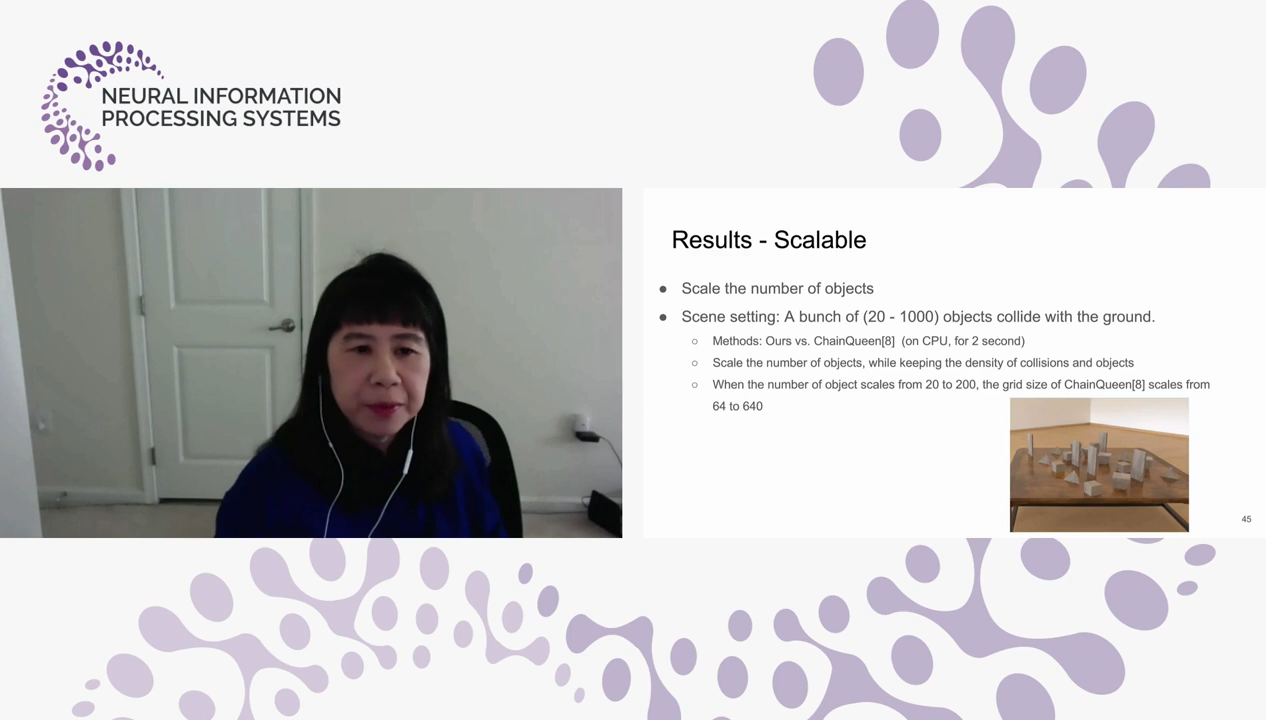 NEURAL INFORMATION
PROCESSING SYSTEMS
Results - Scalable
● Scale the number of objects
● Scene setting: A bunch of (20 - 1000) objects collide with the ground.
○ Methods: Ours vs. ChainQueen[8] (on CPU, for 2 second)
○ Scale the number of objects, while keeping the density of collisions and objects
○ When the number of object scales from 20 to 200, the grid size of ChainQueen[8] scales from
64 to 640
45